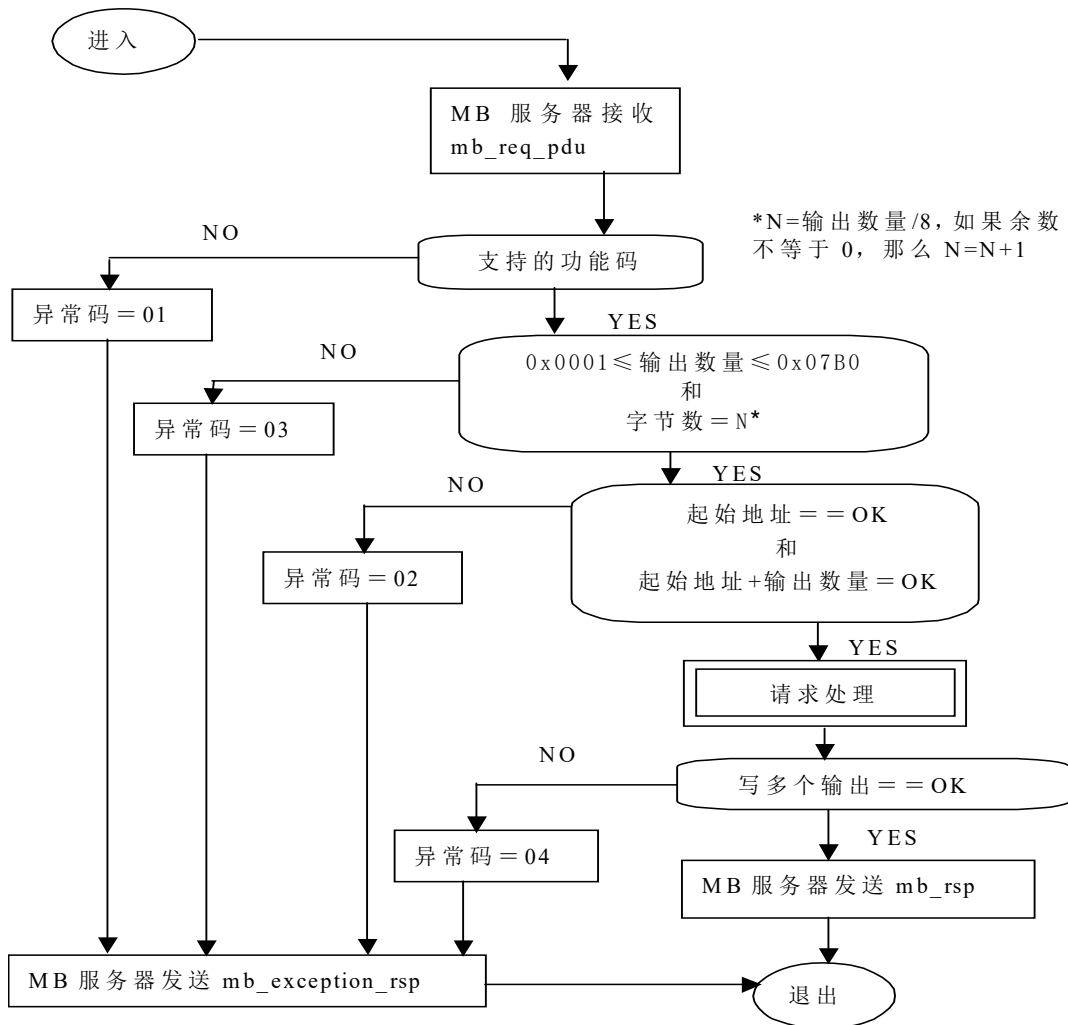 进入
MB 服务器接收
mb_req_pdu
*N=输出数量/8, 如果余数
不等于 0, 那么 N=N+1
NO
支持的功能码
异常码=01
YES
NO
0x0001≤输出数量≤0x07B0
和
字节数=N*
异常码=03
YES
NO
起始地址==OK
和
起始地址+输出数量=OK
异常码=02
YES
请求处理
NO
写多个输出==OK
YES
异常码=04
MB 服务器发送 mb_rsp
MB 服务器发送 mb_exception_rsp
退出